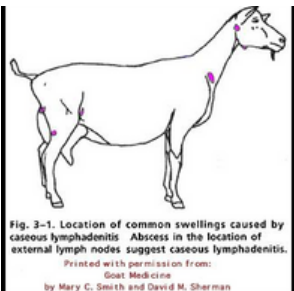 Fig. 3–1. Location of common swellings caused by
caseous lymphadenitis Abscess in the location of
external lymph nodes suggest caseous lymphadenitis.
Printed with permission from:
Goat Medicine
by Mary C. Smith and David M. Sherman